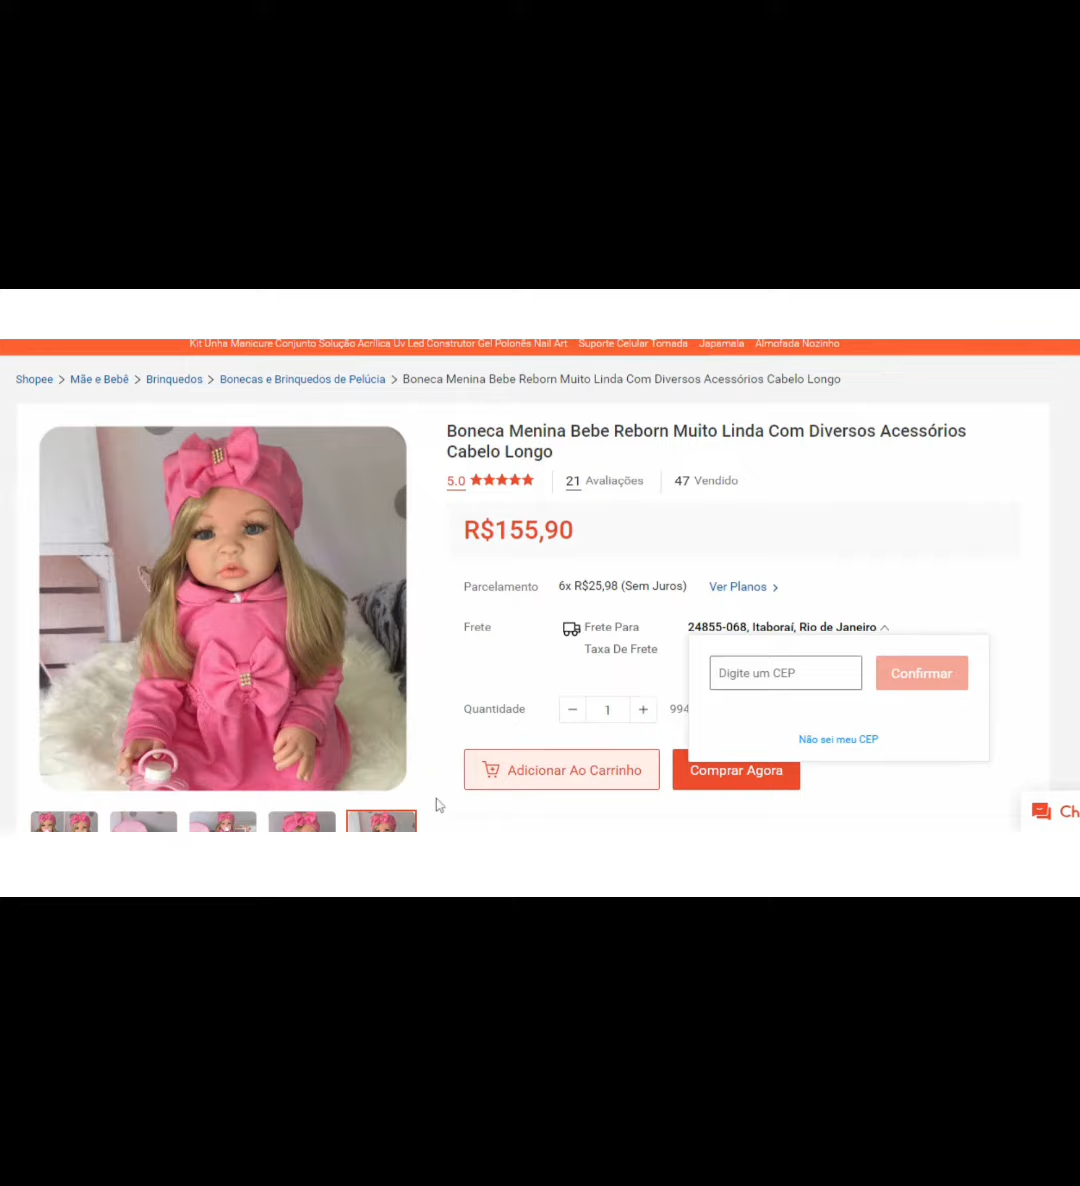 Kit Unha Manicure Conjunto Solução Acrílica Uv Led Construtor Gel Polonês Nail Art Suporte Celular Tomada Japamala Almofada Nozinho
Shopee > Mãe e Bebê > Brinquedos > Bonecas e Brinquedos de Pelúcia > Boneca Menina Bebe Reborn Muito Linda Com Diversos Acessórios Cabelo Longo
Boneca Menina Bebe Reborn Muito Linda Com Diversos Acessórios
Cabelo Longo
5.0 21 Avaliações 47 Vendido
R$155,90
Parcelamento 6x R$25,98 (Sem Juros) Ver Planos >
Frete Frete Para 24855-068, Itaboraí, Rio de Janeiro
Taxa De Frete
Digite um CEP Confirmar
Quantidade − 1 + 994
Não sei meu CEP
Adicionar Ao Carrinho Comprar Agora
Ch